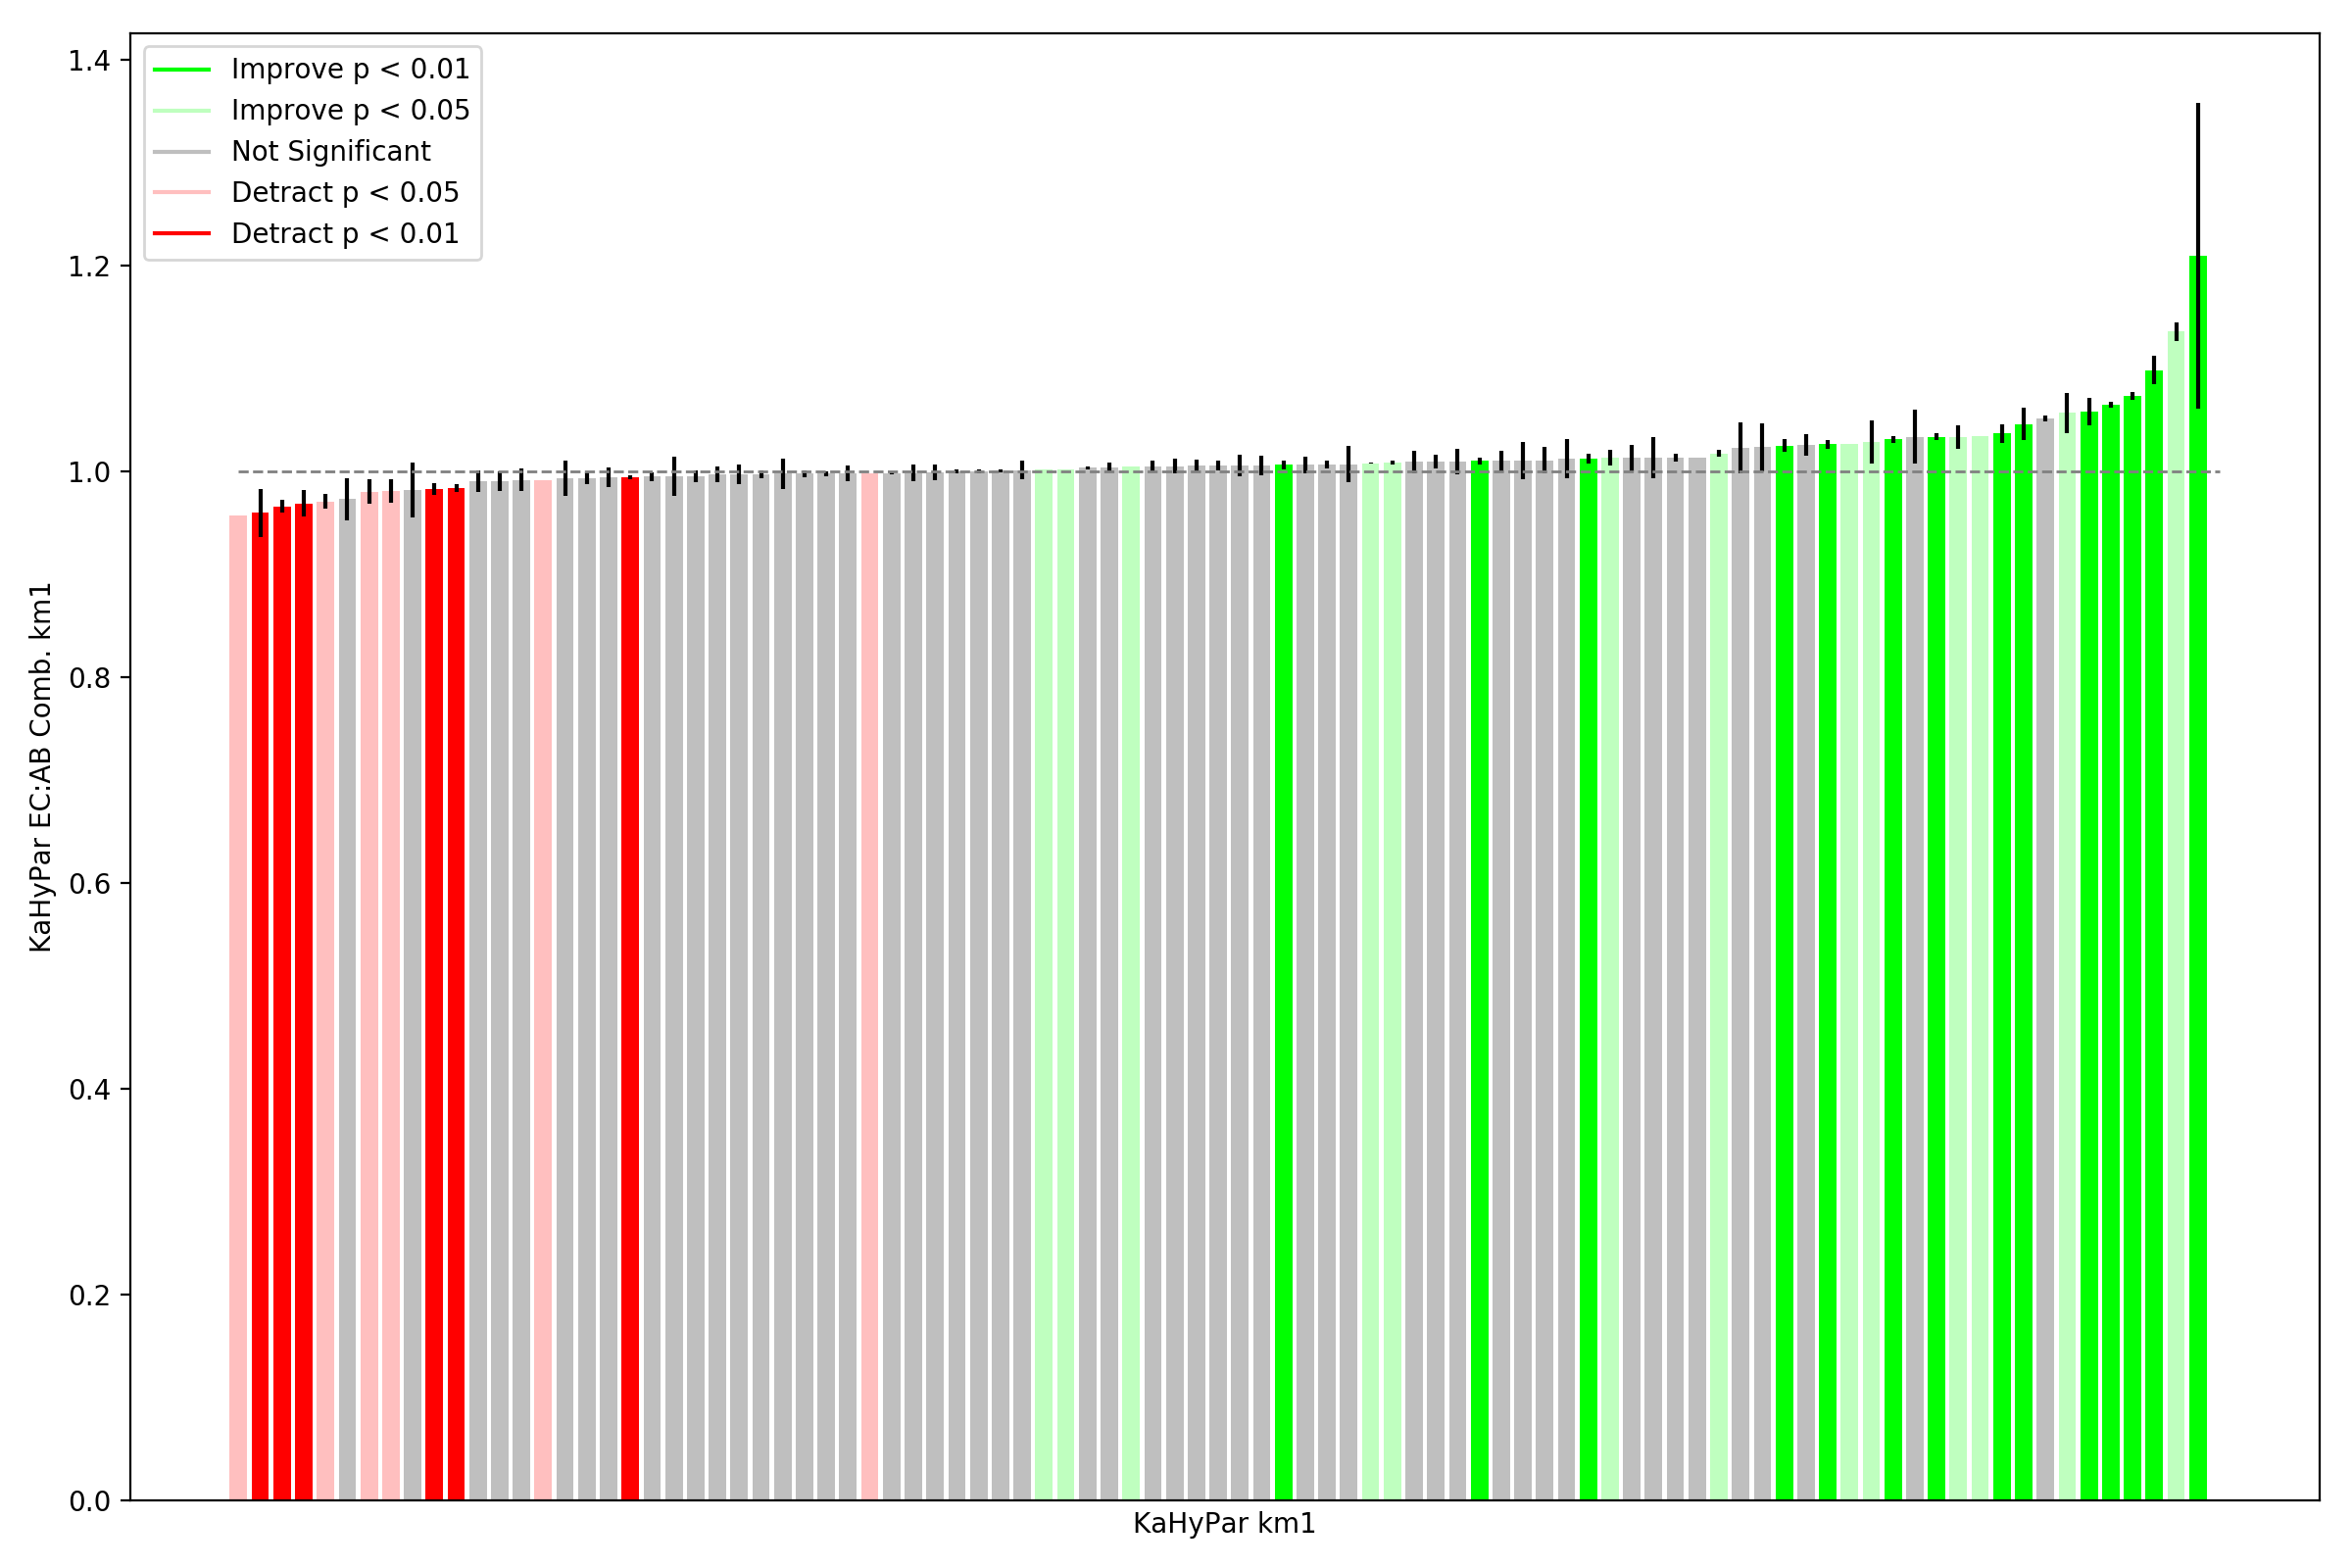 Improve p < 0.01
Improve p < 0.05
Not Significant
Detract p < 0.05
Detract p < 0.01
1.4
1.2
1.0
0.8
0.6
0.4
0.2
0.0
KaHyPar EC:AB Comb. km1
KaHyPar km1